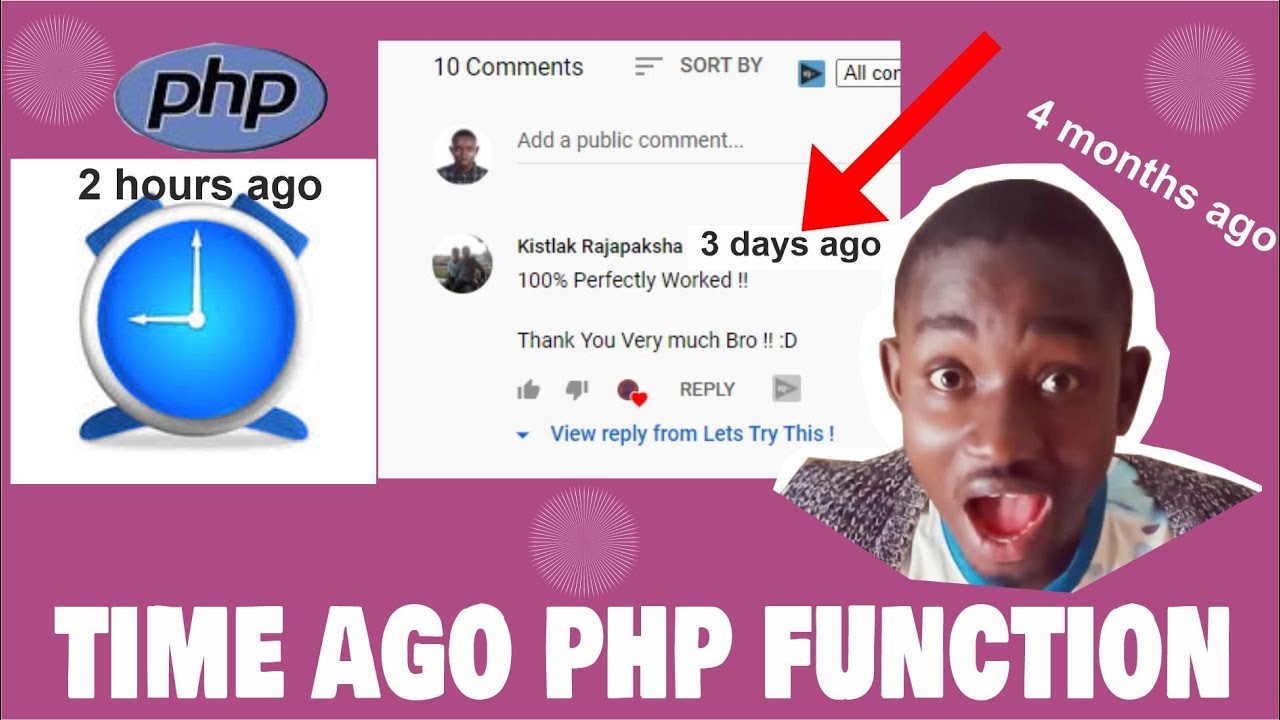 php
2 hours ago
10 Comments
SORT BY
All con
Add a public comment...
Kistlak Rajapaksha 3 days ago
100% Perfectly Worked !!
Thank You Very much Bro !! :D
REPLY
View reply from Lets Try This !
4 months ago
TIME AGO PHP FUNCTION